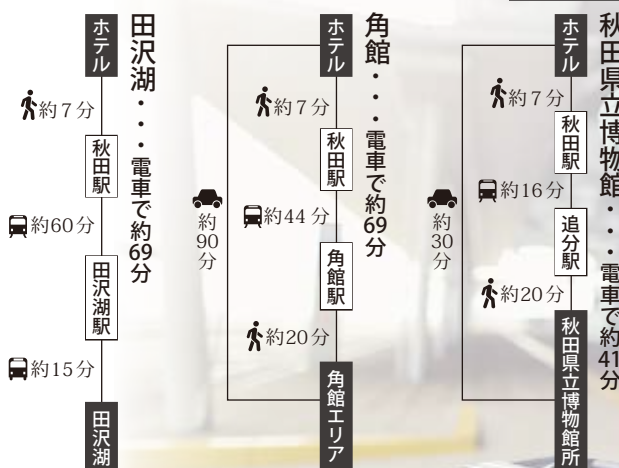 秋田県立博物館・・・電車で約41分
ホテル
約7分
秋田駅
約16分
追分駅
約20分
秋田県立博物館所
約30分
角館・・・電車で約69分
ホテル
約7分
秋田駅
約44分
角館駅
約20分
角館エリア
約90分
田沢湖・・・電車で約69分
ホテル
約7分
秋田駅
約60分
田沢湖駅
約15分
田沢湖